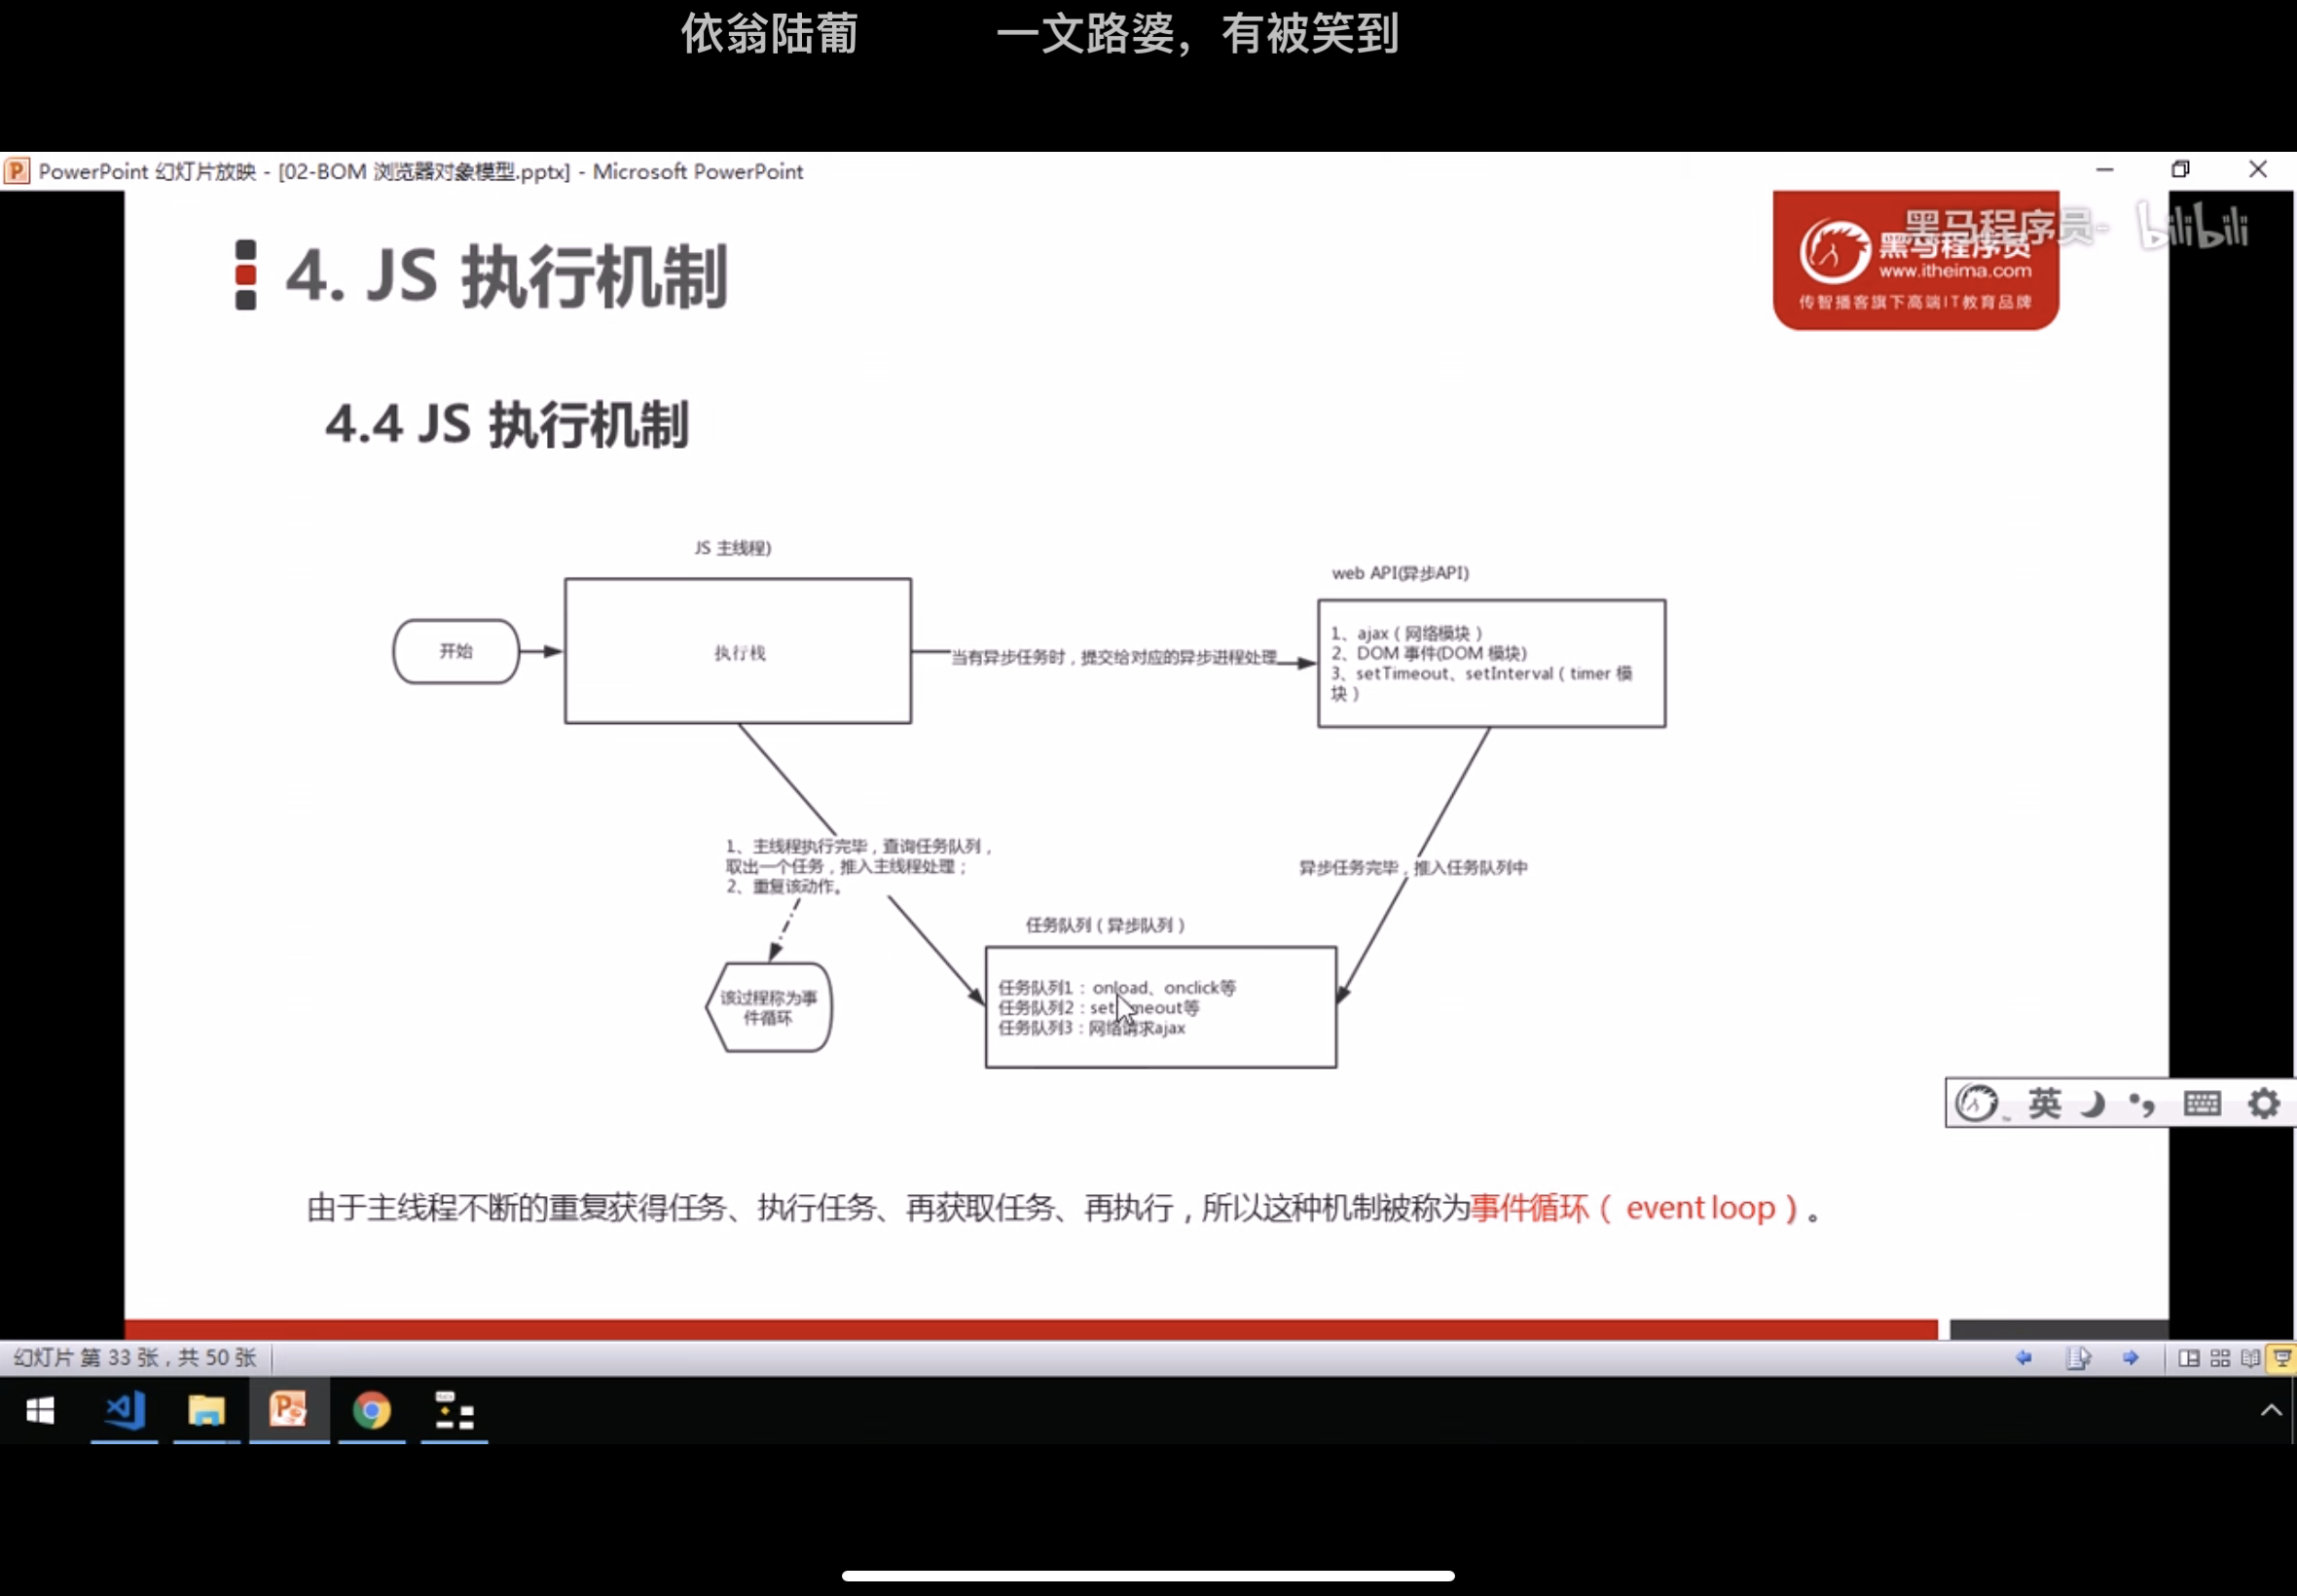 依翁陆葡 一文路婆，有被笑到
PowerPoint 幻灯片放映 - [02-BOM 浏览器对象模型.pptx] - Microsoft PowerPoint
4. JS 执行机制
黑马程序员- bilibili
黑马程序员
www.itheima.com
传智播客旗下高端IT教育品牌
4.4 JS 执行机制
JS 主线程)
web API(异步API)
开始
执行栈
当有异步任务时，提交给对应的异步进程处理
1、ajax（网络模块）
2、DOM 事件(DOM 模块)
3、setTimeout、setInterval（timer 模
块）
1、主线程执行完毕，查询任务队列，
取出一个任务，推入主线程处理；
2、重复该动作。
异步任务完毕，推入任务队列中
任务队列（异步队列）
任务队列1：onload、onclick等
任务队列2：setTimeout等
任务队列3：网络请求ajax
该过程称为事
件循环
英
由于主线程不断的重复获得任务、执行任务、再获取任务、再执行，所以这种机制被称为事件循环（ event loop ）。
幻灯片 第 33 张，共 50 张